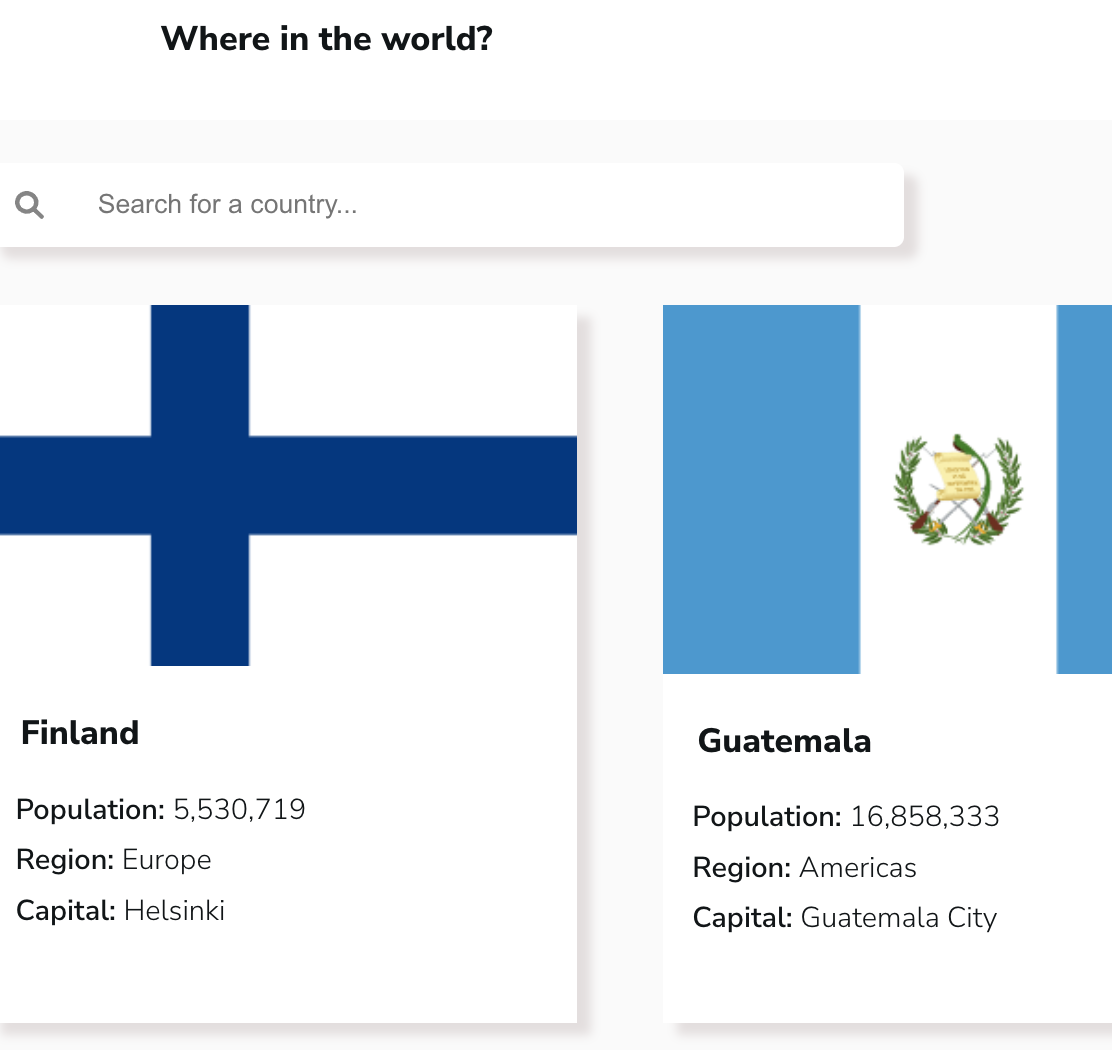 Where in the world?
Search for a country...
Finland
Population: 5,530,719
Region: Europe
Capital: Helsinki
Guatemala
Population: 16,858,333
Region: Americas
Capital: Guatemala City